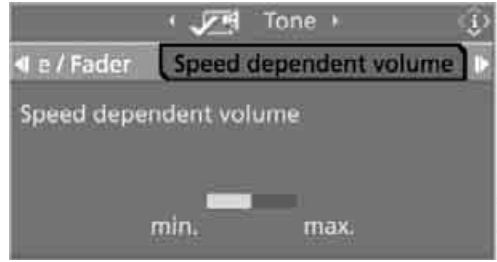 Tone
e / Fader Speed dependent volume
Speed dependent volume
min. max.